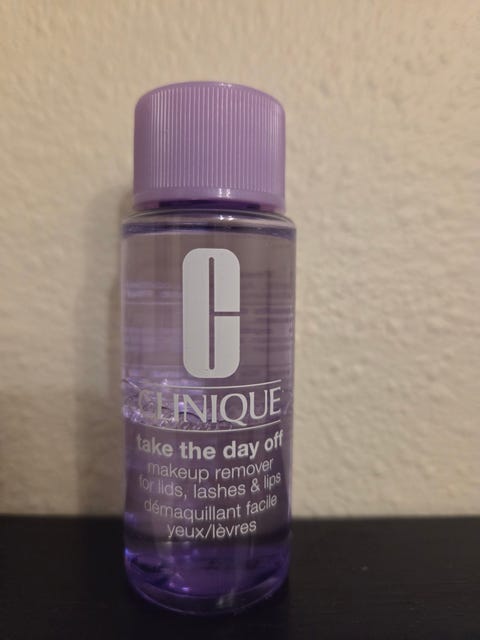 C
CLINIQUE
take the day off
makeup remover
for lids, lashes & lips
démaquillant facile
yeux/lèvres